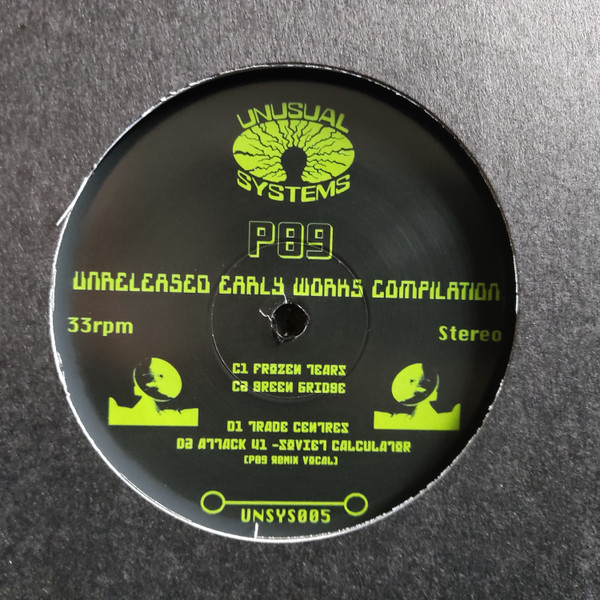 UNUSUAL
SYSTEMS
P89
UNRELEASED EARLY WORKS COMPILATION
33rpm
Stereo
C1 FROZEN TEARS
C2 GREEN BRIDGE
D1 TRADE CENTRES
D2 ATTACK V1 -SOVIET CALCULATOR
(P89 REMIX VOCAL)
UNSYS005